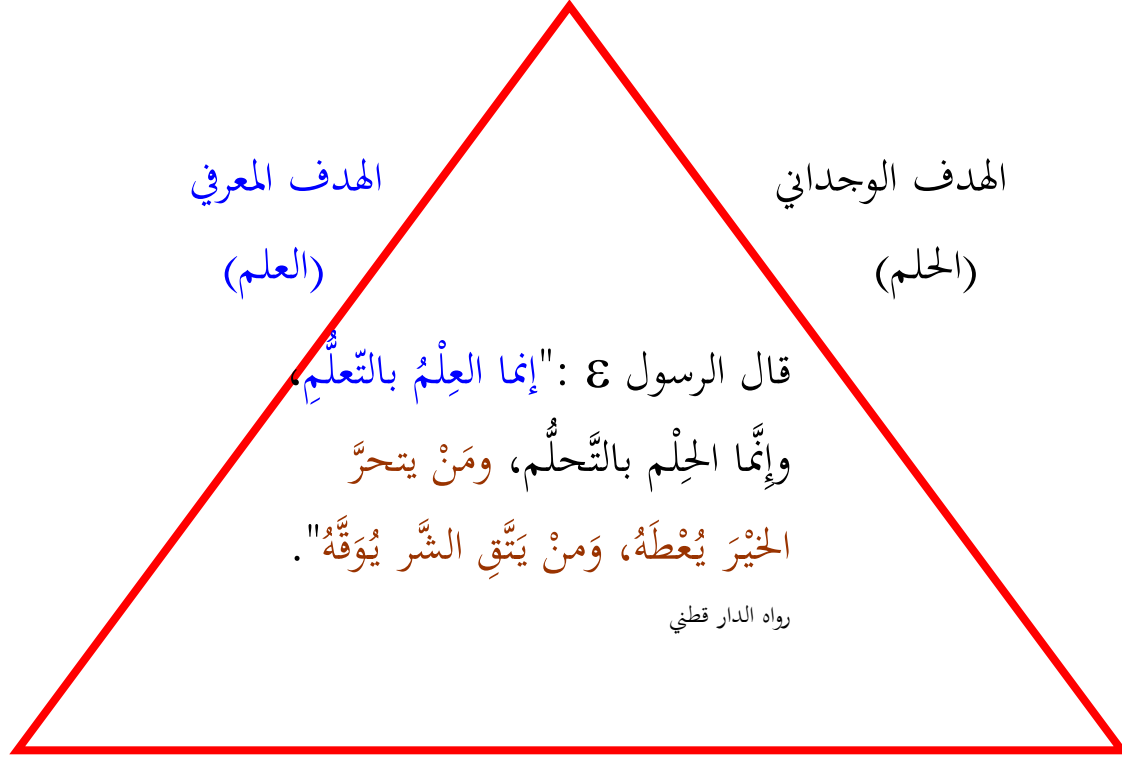 الهدف الوجداني
(الحلم)
الهدف المعرفي
(العلم)
قال الرسول ε :"إنما العِلْمُ بالتّعلُّمِ،
وإِنَّما الحِلْم بالتَّحلُّم، ومَنْ يتحرَّ
الخيْرَ يُعْطَهُ، وَمنْ يَتَّقِ الشَّر يُوَقَّهُ".
رواه الدار قطني